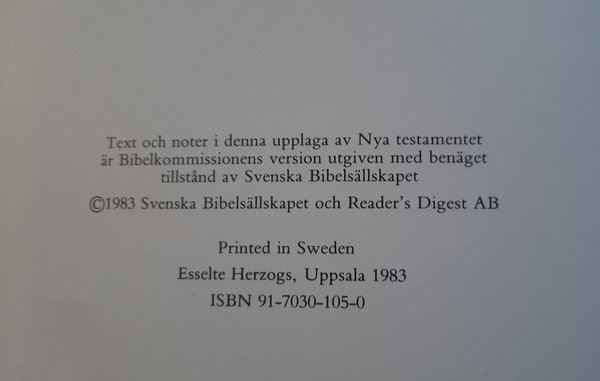 Text och noter i denna upplaga av Nya testamentet
är Bibelkommissionens version utgiven med benäget
tillstånd av Svenska Bibelsällskapet
©1983 Svenska Bibelsällskapet och Reader's Digest AB
Printed in Sweden
Esselte Herzogs, Uppsala 1983
ISBN 91-7030-105-0